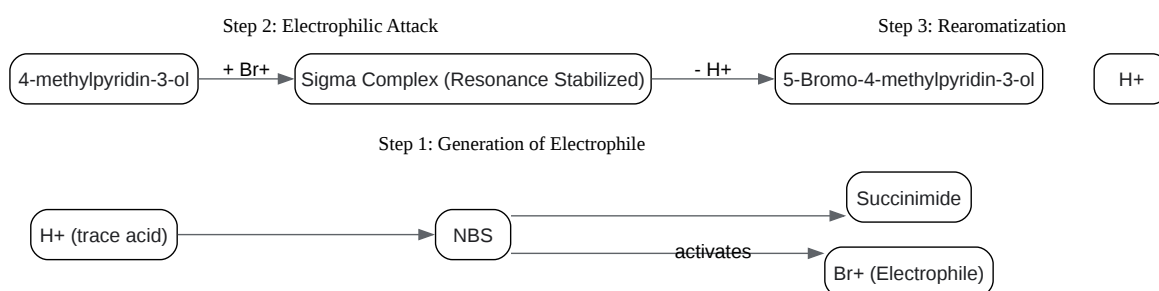 Step 2: Electrophilic Attack
Step 3: Rearomatization
4-methylpyridin-3-ol
+ Br+
Sigma Complex (Resonance Stabilized)
- H+
5-Bromo-4-methylpyridin-3-ol
H+
Step 1: Generation of Electrophile
H+ (trace acid)
NBS
Succinimide
activates
Br+ (Electrophile)